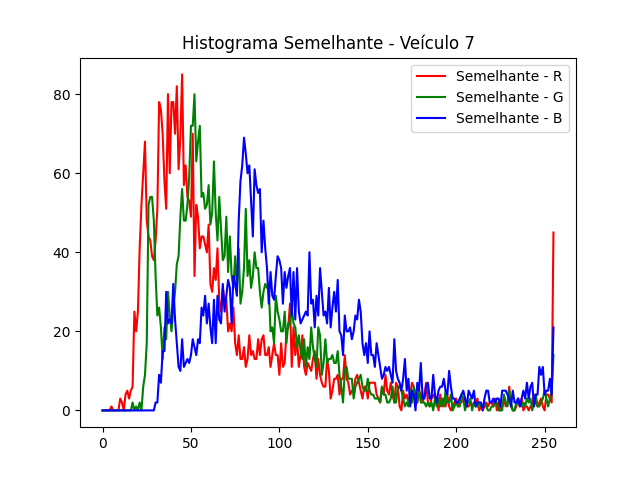 Histograma Semelhante - Veículo 7
Semelhante - R
Semelhante - G
Semelhante - B
80
60
40
20
0
0 50 100 150 200 250